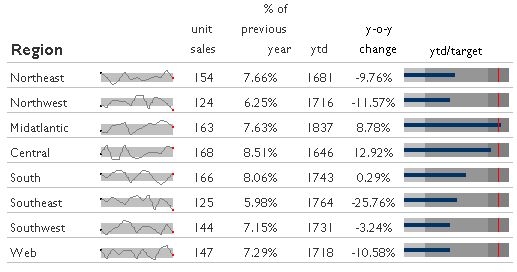 % of
unit previous y-o-y
Region sales year ytd change ytd/target
Northeast 154 7.66% 1681 -9.76%
Northwest 124 6.25% 1716 -11.57%
Midatlantic 163 7.63% 1837 8.78%
Central 168 8.51% 1646 12.92%
South 166 8.06% 1743 0.29%
Southeast 125 5.98% 1764 -25.76%
Southwest 144 7.15% 1731 -3.24%
Web 147 7.29% 1718 -10.58%